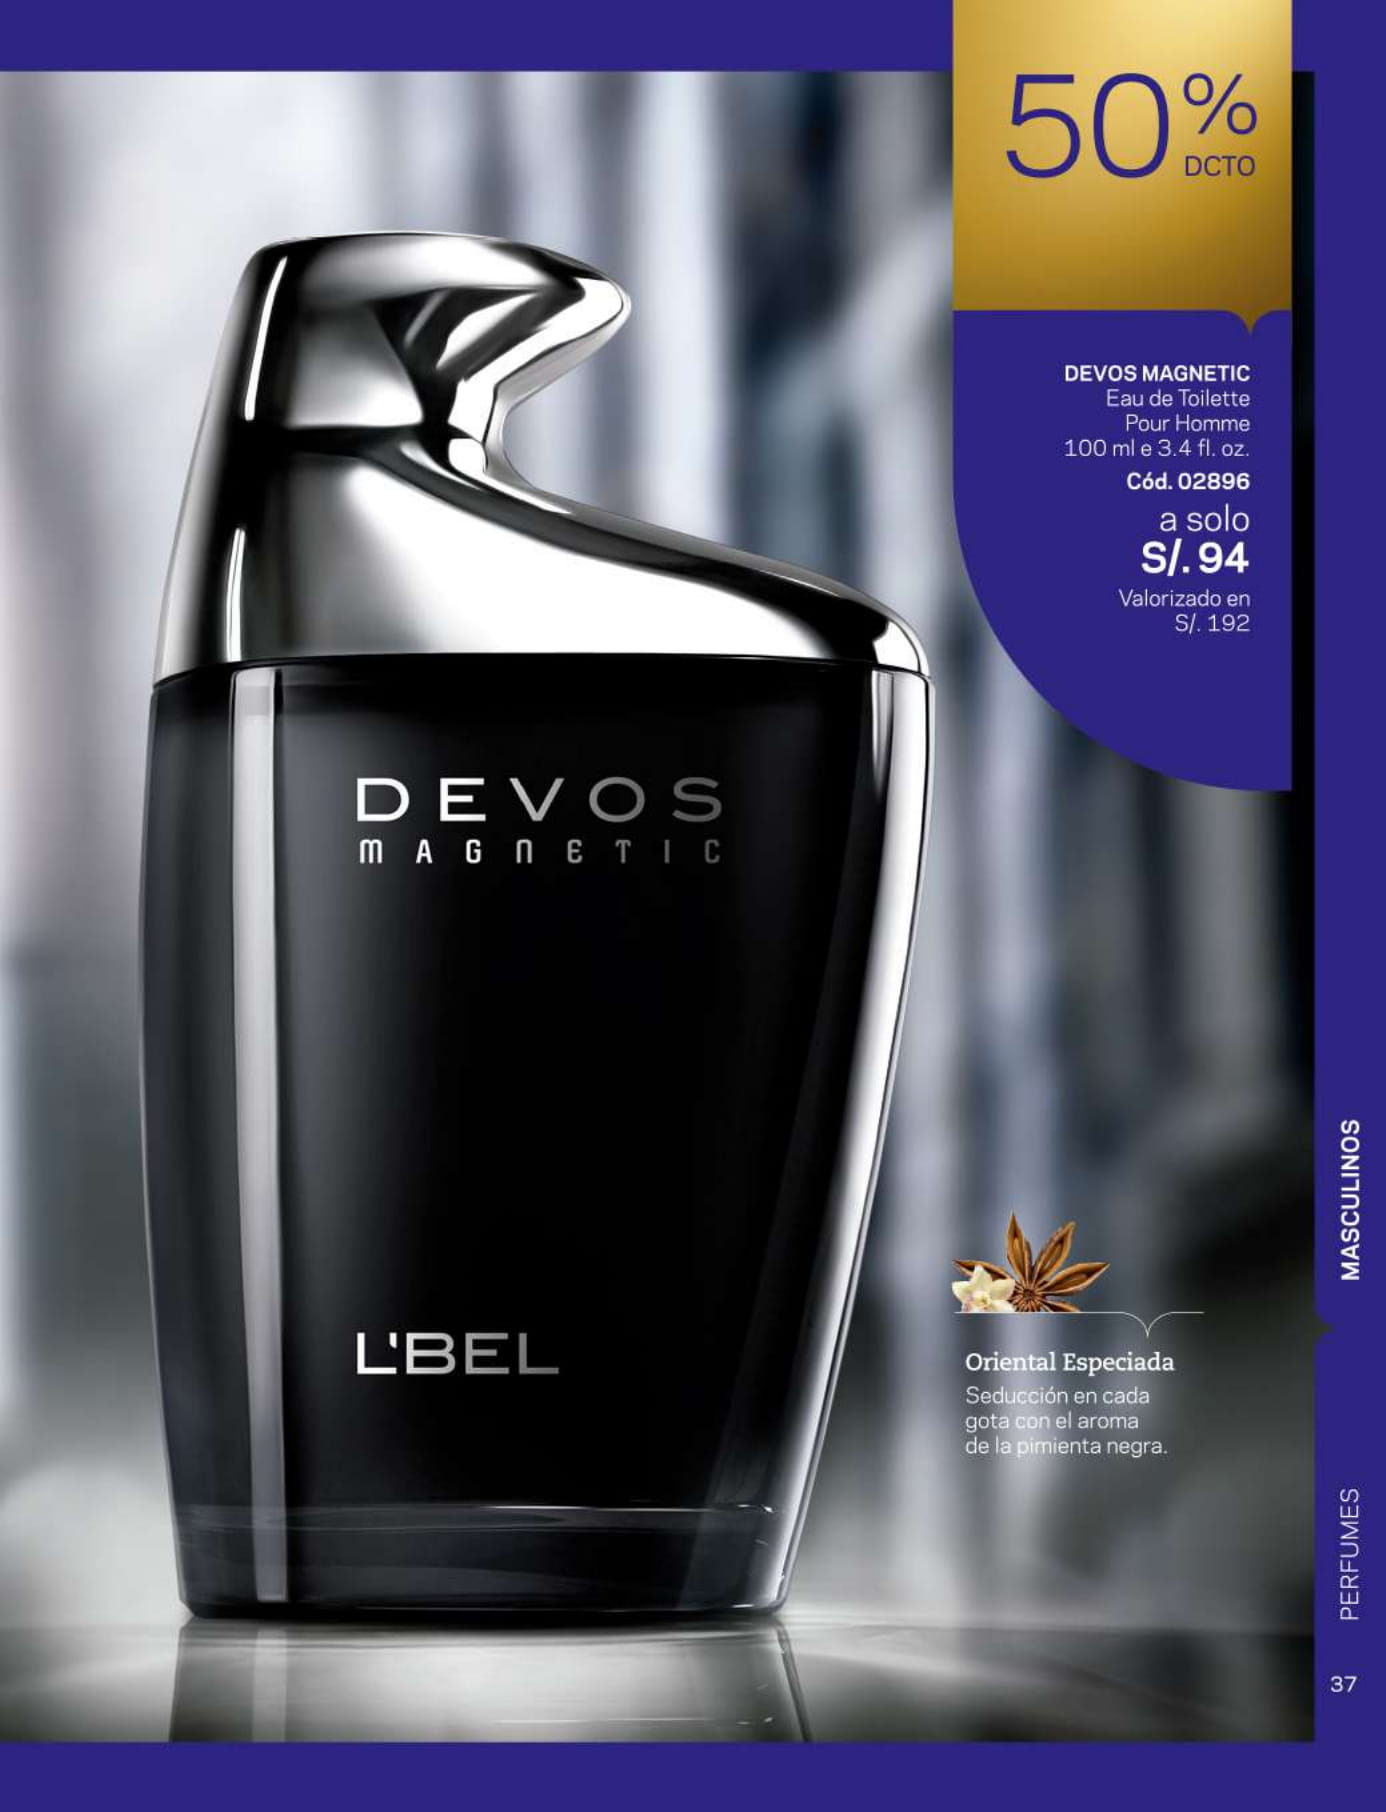 50%
DCTO
DEVOS MAGNETIC
Eau de Toilette
Pour Homme
100 ml e 3.4 fl. oz.
Cód. 02896
a solo
S/. 94
Valorizado en
S/. 192
DEVOS
MAGNETIC
L'BEL
Oriental Especiada
Seducción en cada
gota con el aroma
de la pimienta negra.
MASCULINOS
PERFUMES
37